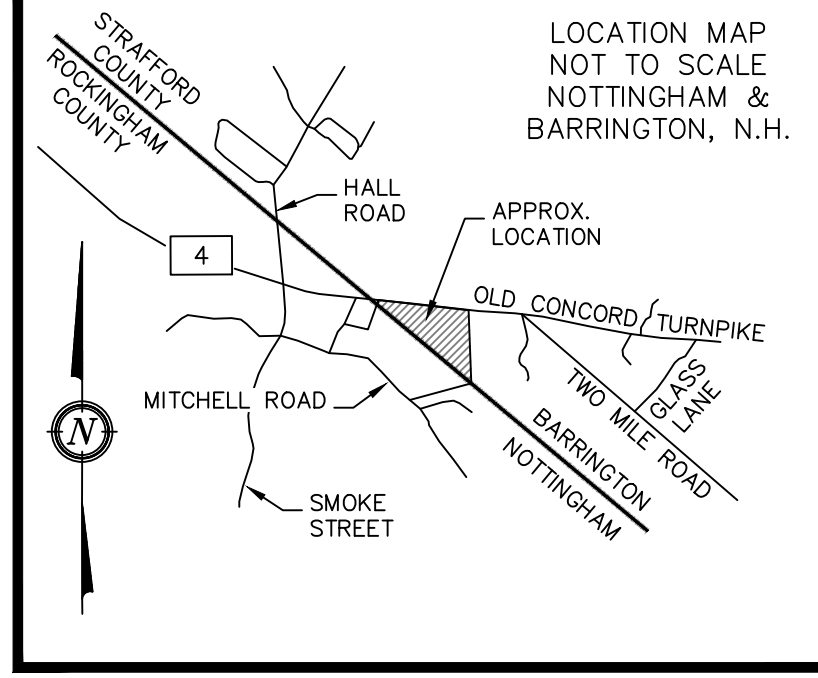 LOCATION MAP
NOT TO SCALE
NOTTINGHAM &
BARRINGTON, N.H.
STRAFFORD
COUNTY
ROCKINGHAM
COUNTY
HALL
ROAD
APPROX.
LOCATION
4
OLD CONCORD TURNPIKE
MITCHELL ROAD
TWO MILE ROAD
GLASS
LANE
N
BARRINGTON
NOTTINGHAM
SMOKE
STREET